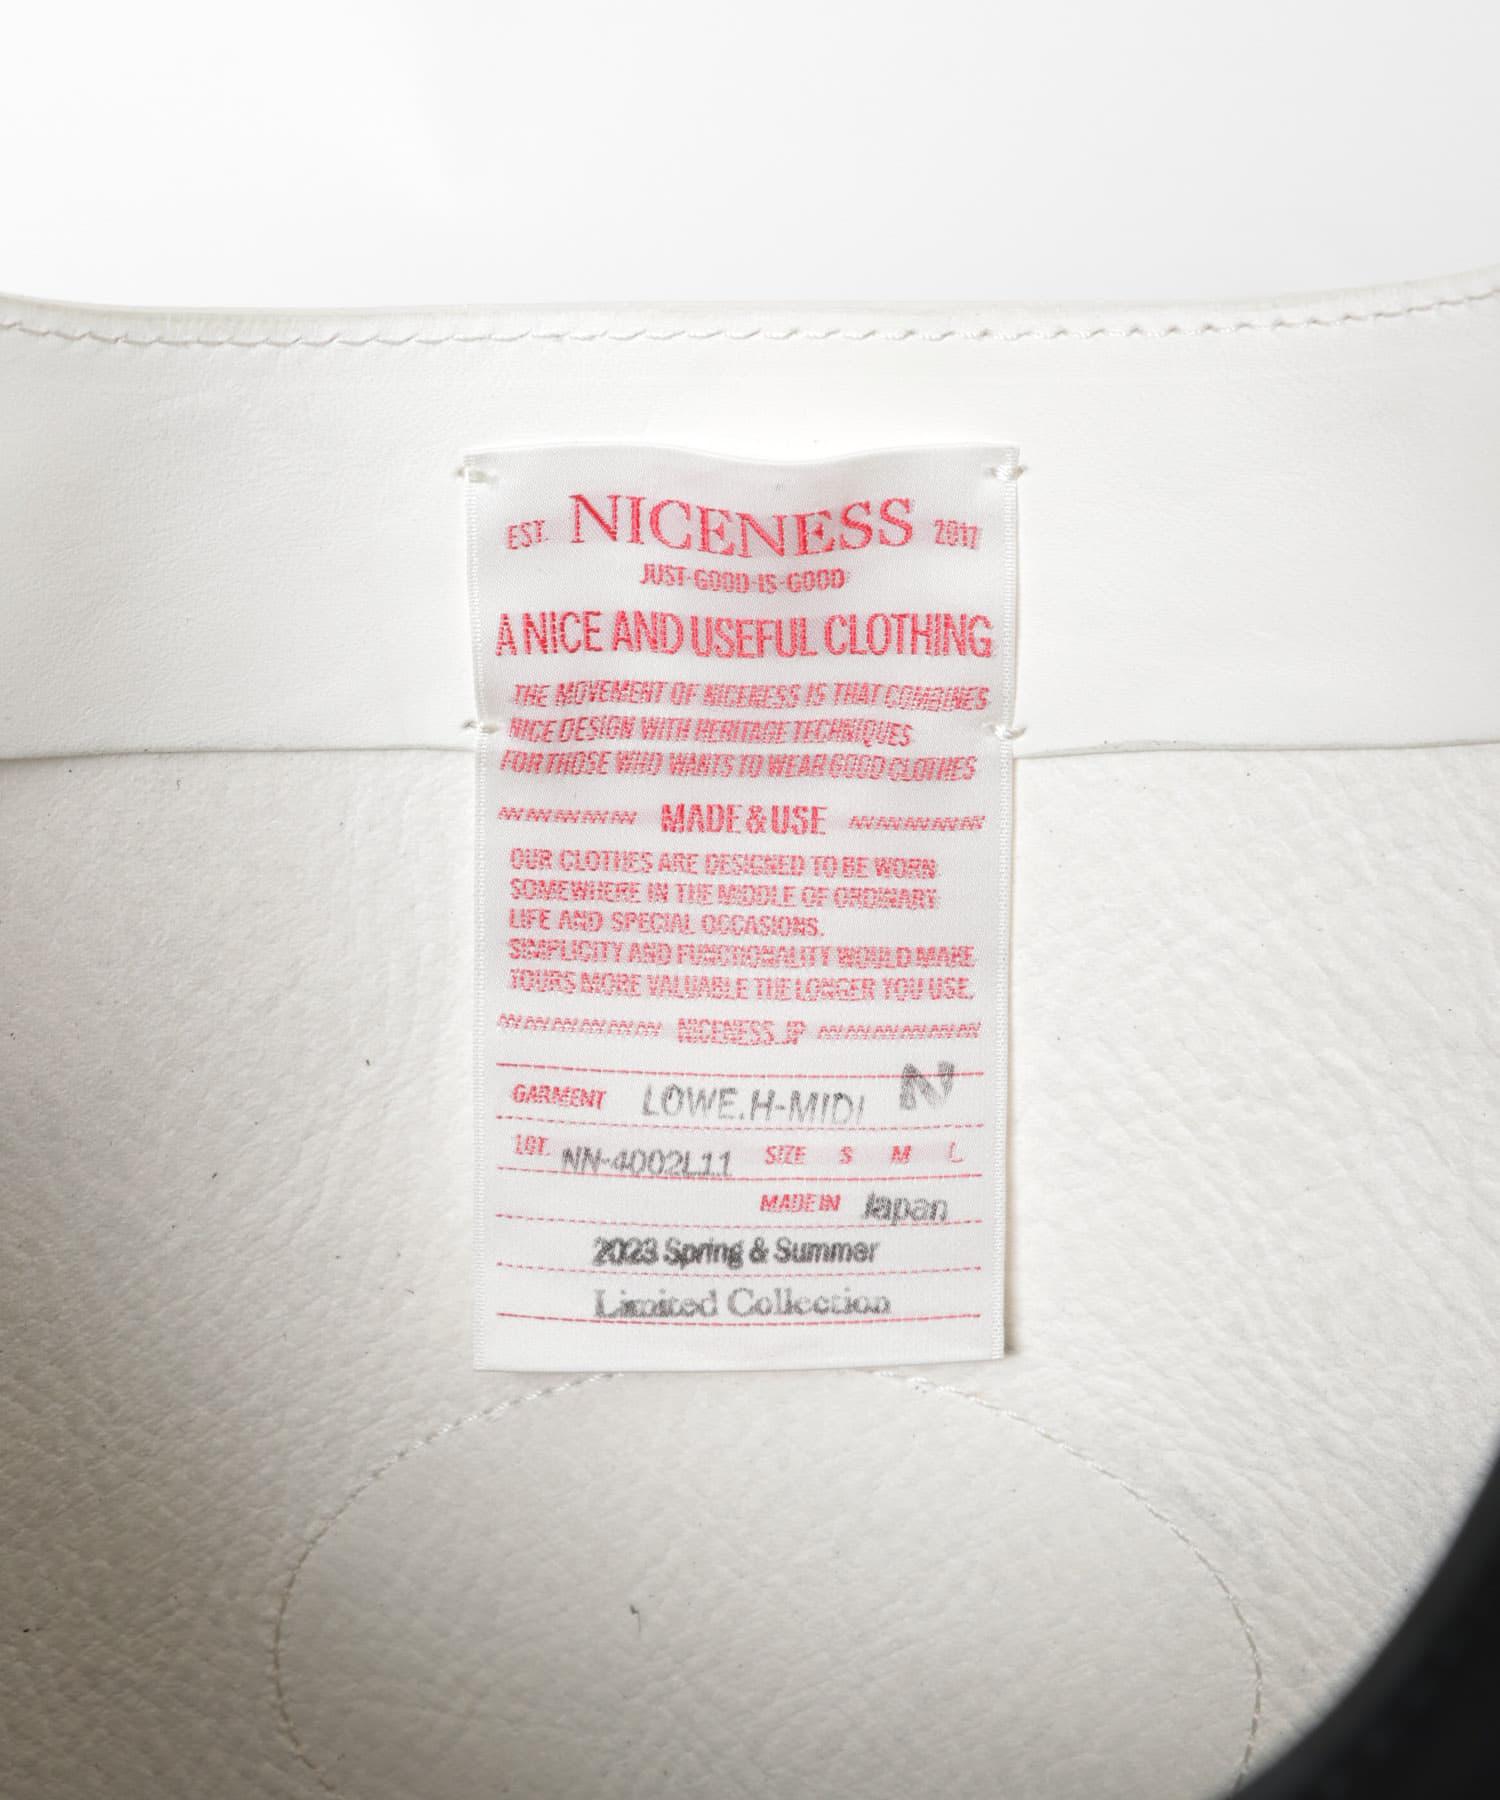 EST. NICENESS 2017
JUST-GOOD-IS-GOOD
A NICE AND USEFUL CLOTHING
THE MOVEMENT OF NICENESS IS THAT COMBINES
NICE DESIGN WITH HERITAGE TECHNIQUES
FOR THOSE WHO WANTS TO WEAR GOOD CLOTHES
MADE & USE
OUR CLOTHES ARE DESIGNED TO BE WORN
SOMEWHERE IN THE MIDDLE OF ORDINARY
LIFE AND SPECIAL OCCASIONS.
SIMPLICITY AND FUNCTIONALITY WOULD MAKE
YOURS MORE VALUABLE THE LONGER YOU USE.
NICENESS.JP
GARMENT LOWE.H-MIDI N
LOT. NN-4002L11 SIZE S M L
MADE IN Japan
2023 Spring & Summer
Limited Collection